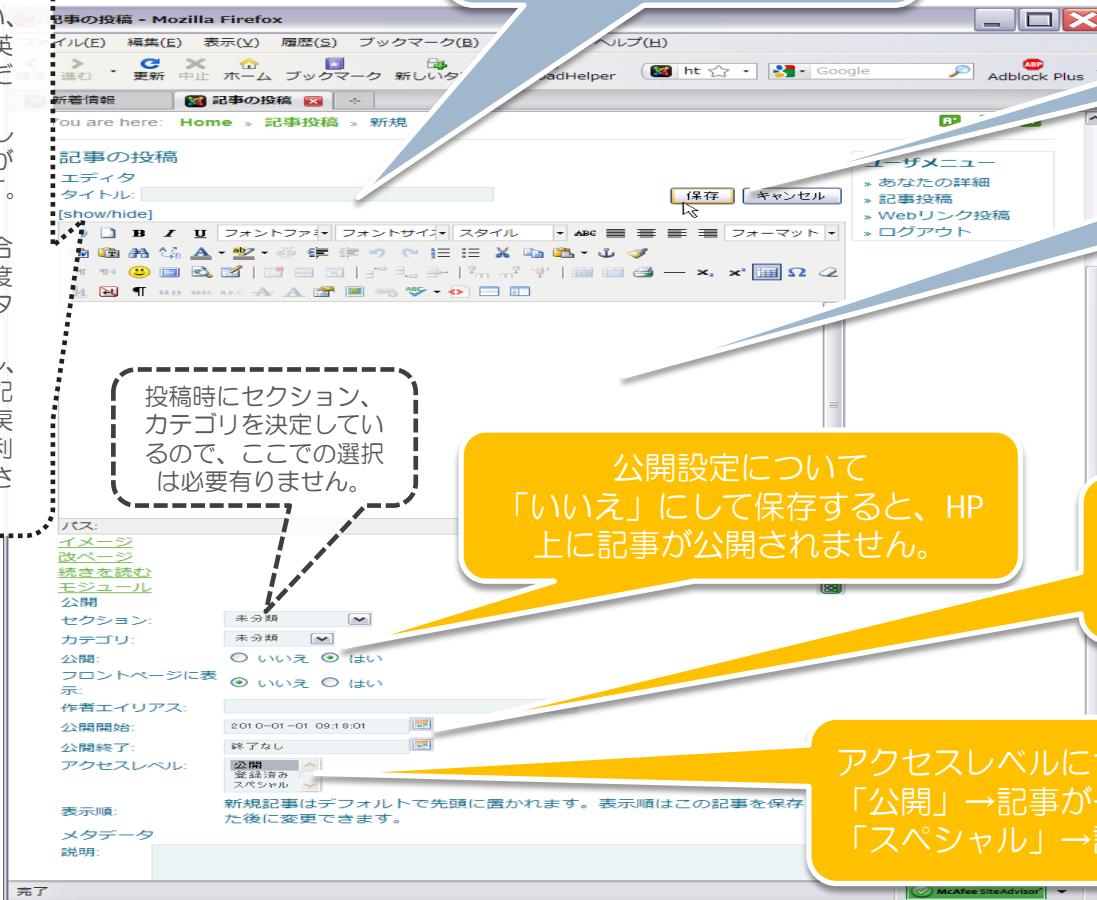 記事の投稿 - Mozilla Firefox
イル(E) 編集(E) 表示(V) 履歴(S) ブックマーク(B) ヘルプ(H)
進む 更新 中止 ホーム ブックマーク 新しいタ oadHelper ht Google Adblock Plus
新着情報 記事の投稿
You are here: Home » 記事投稿 » 新規
記事の投稿
エディタ
タイトル: 保存 キャンセル
[show/hide]
B I U フォントファ フォントサイ スタイル ABC フォーマット
ユーザメニュー
» あなたの詳細
» 記事投稿
» Webリンク投稿
» ログアウト
い、
英
だ
し
が
。
合
度
タ
い、
記
戻
利
さ
投稿時にセクション、
カテゴリを決定してい
るので、ここでの選択
は必要有りません。
公開設定について
「いいえ」にして保存すると、HP
上に記事が公開されません。
パス:
イメージ
改ページ
続きを読む
モジュール
公開
セクション: 未分類
カテゴリ: 未分類
公開: いいえ はい
フロントページに表
示: いいえ はい
作者エイリアス:
公開開始: 2010-01-01 09:18:01
公開終了: 終了なし
アクセスレベル: 公開
登録済み
スペシャル
表示順: 新規記事はデフォルトで先頭に置かれます。表示順はこの記事を保存
た後に変更できます。
メタデータ
説明:
アクセスレベルに
「公開」→記事が
「スペシャル」→
完了
McAfee SiteAdvisor